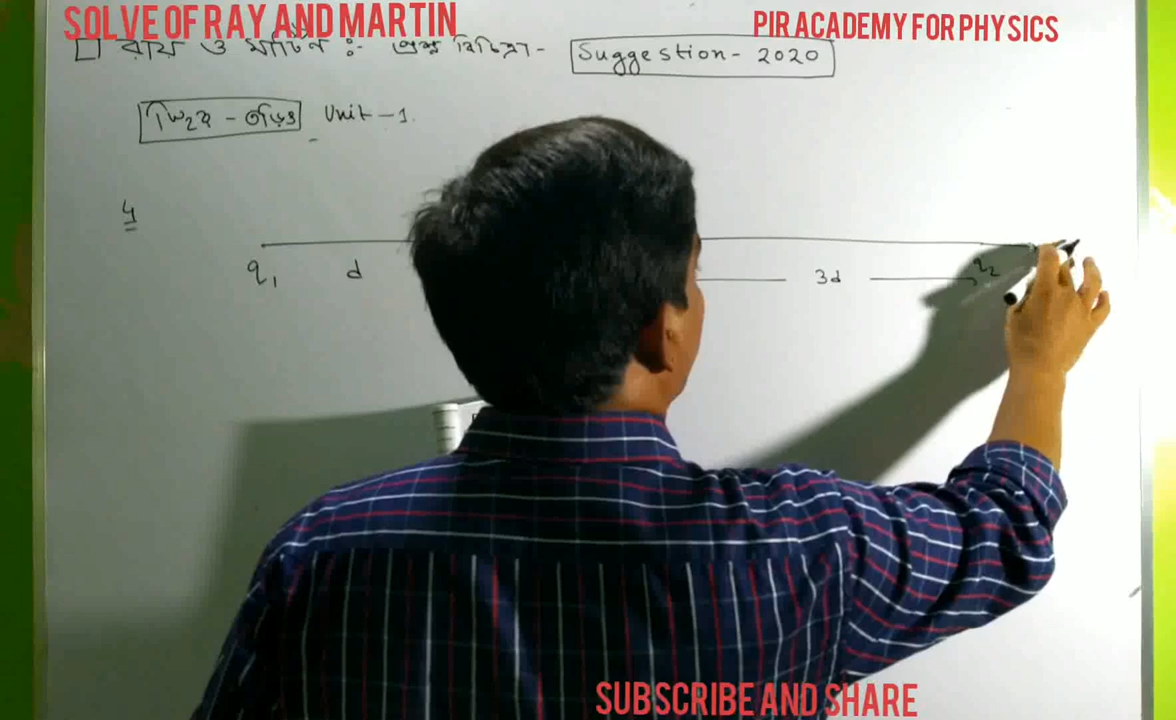 SOLVE OF RAY AND MARTIN
PIR ACADEMY FOR PHYSICS
রায় ও মার্টিন :- প্রশ্ন বিচিত্রা - Suggestion - 2020
স্থির - তড়িৎ Unit - 1.
4
q₁ d 3d q₂
SUBSCRIBE AND SHARE